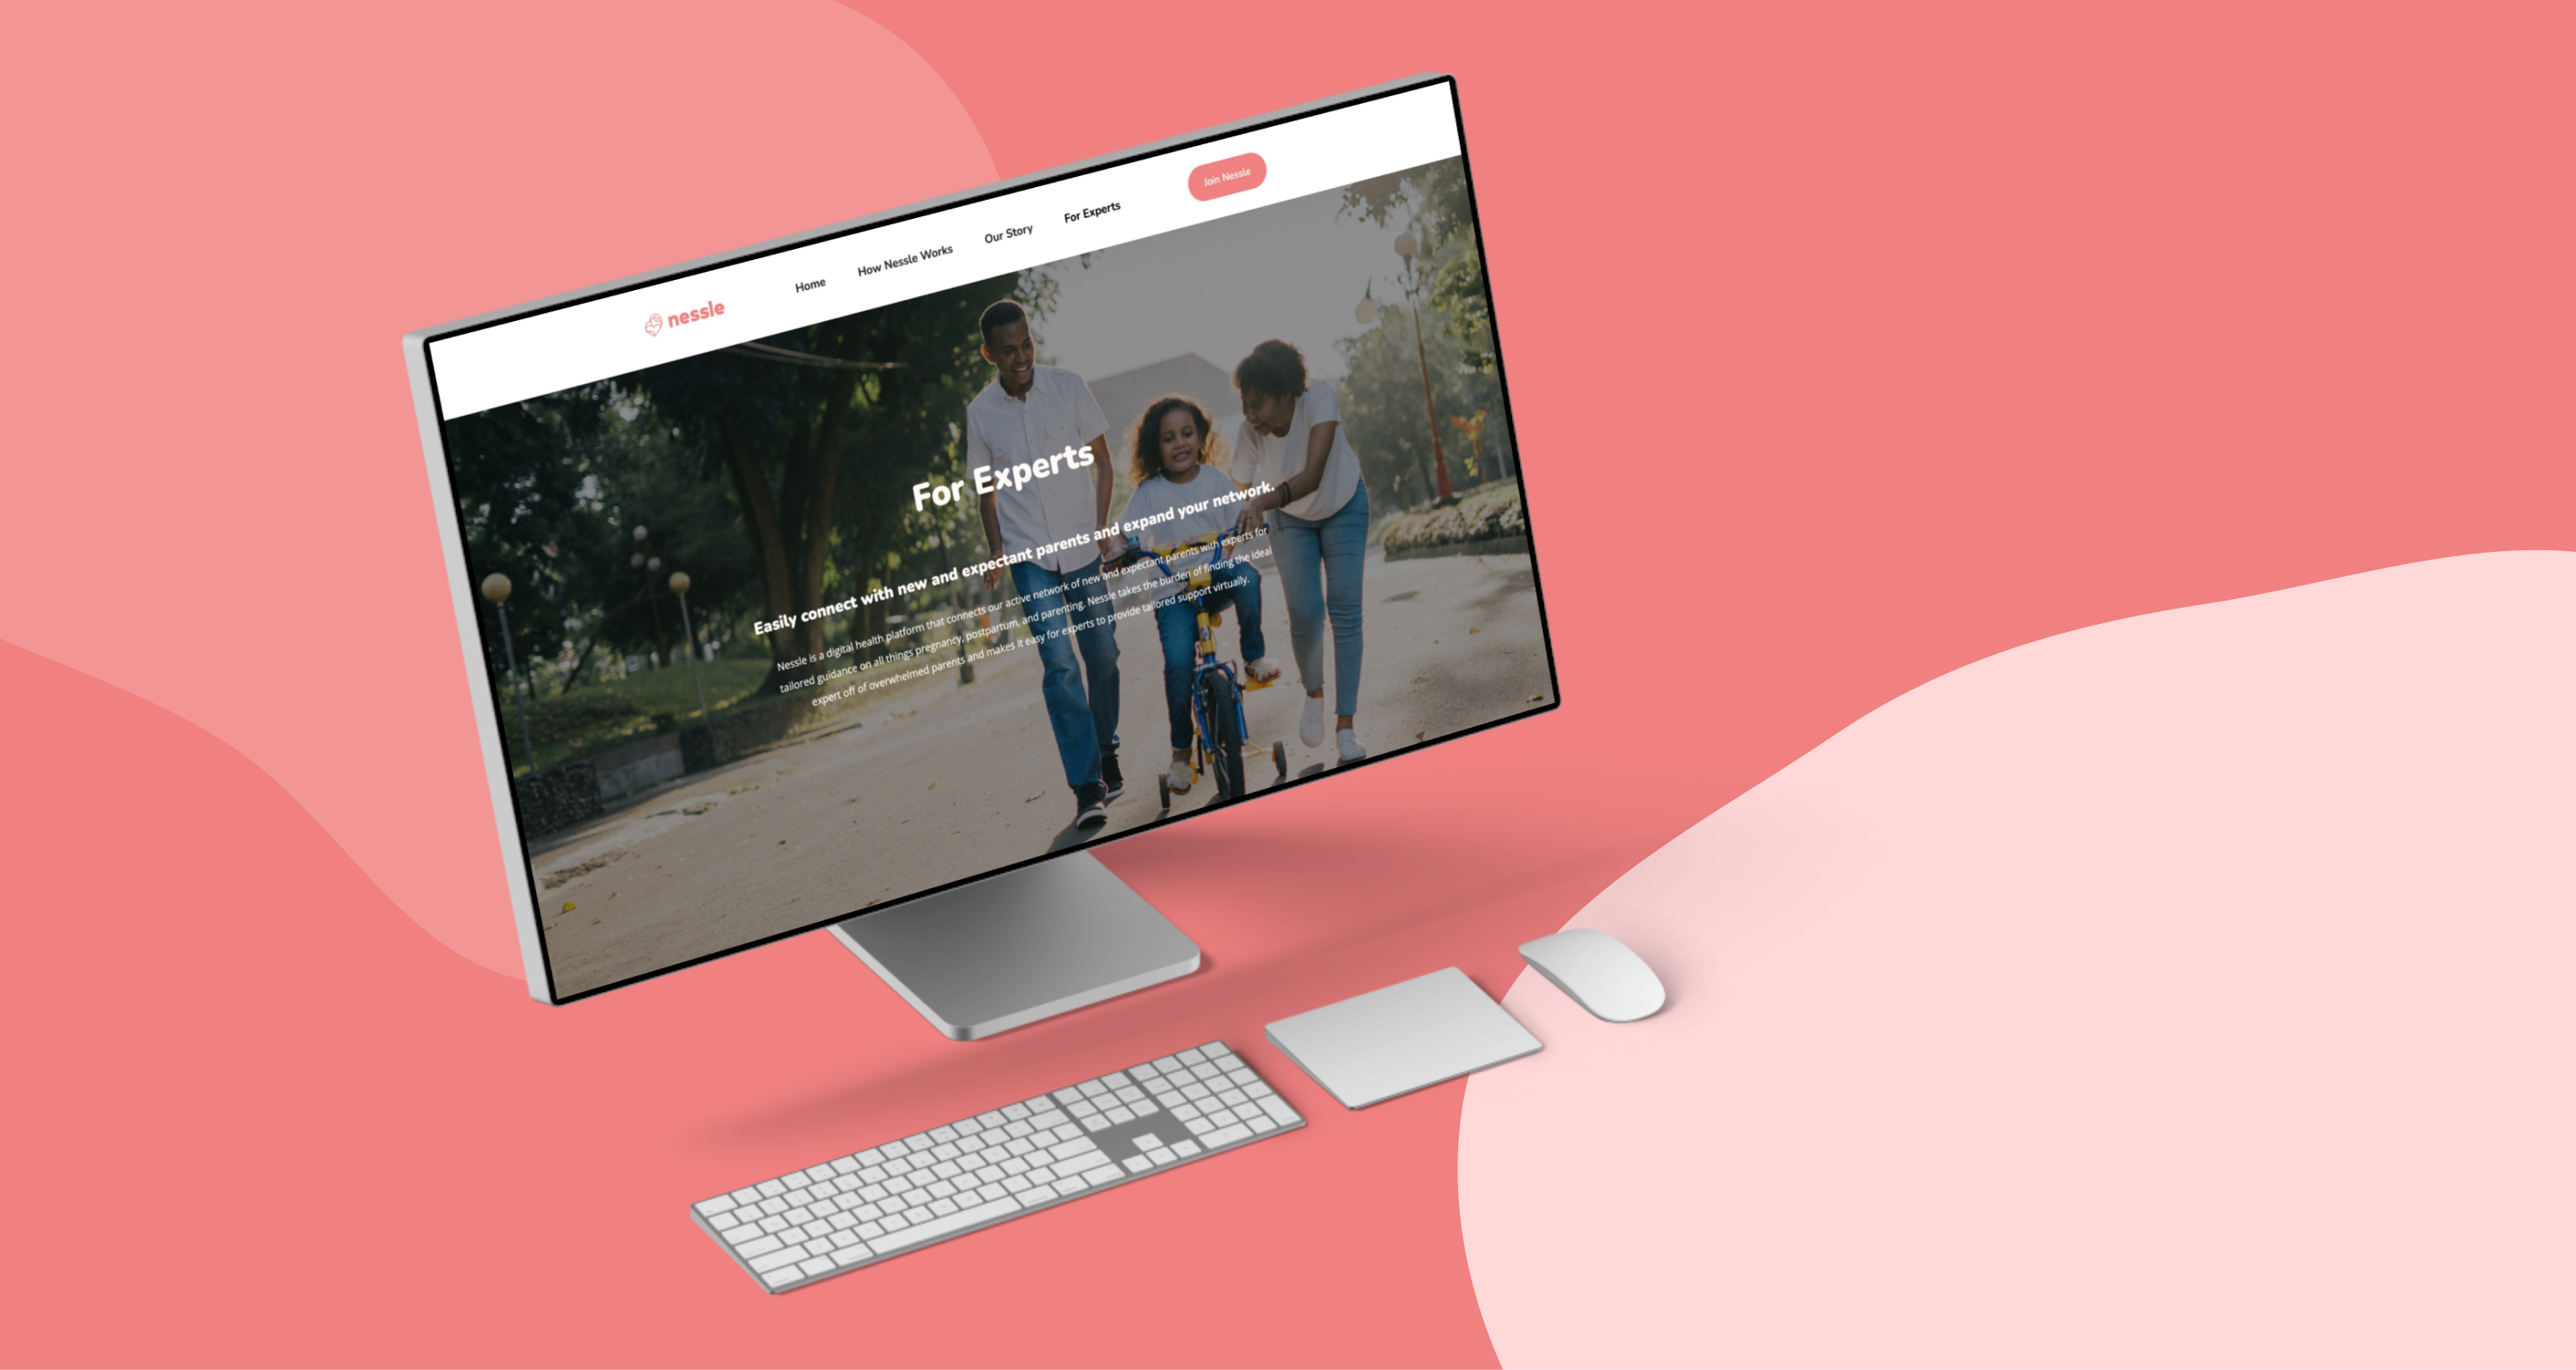 nessle
Home
How Nessle Works
Our Story
For Experts
Join Nessle
For Experts
Easily connect with new and expectant parents and expand your network.
Nessle is a digital health platform that connects our active network of new and expectant parents with experts for
tailored guidance on all things pregnancy, postpartum, and parenting. Nessle takes the burden of finding the ideal
expert off of overwhelmed parents and makes it easy for experts to provide tailored support virtually.